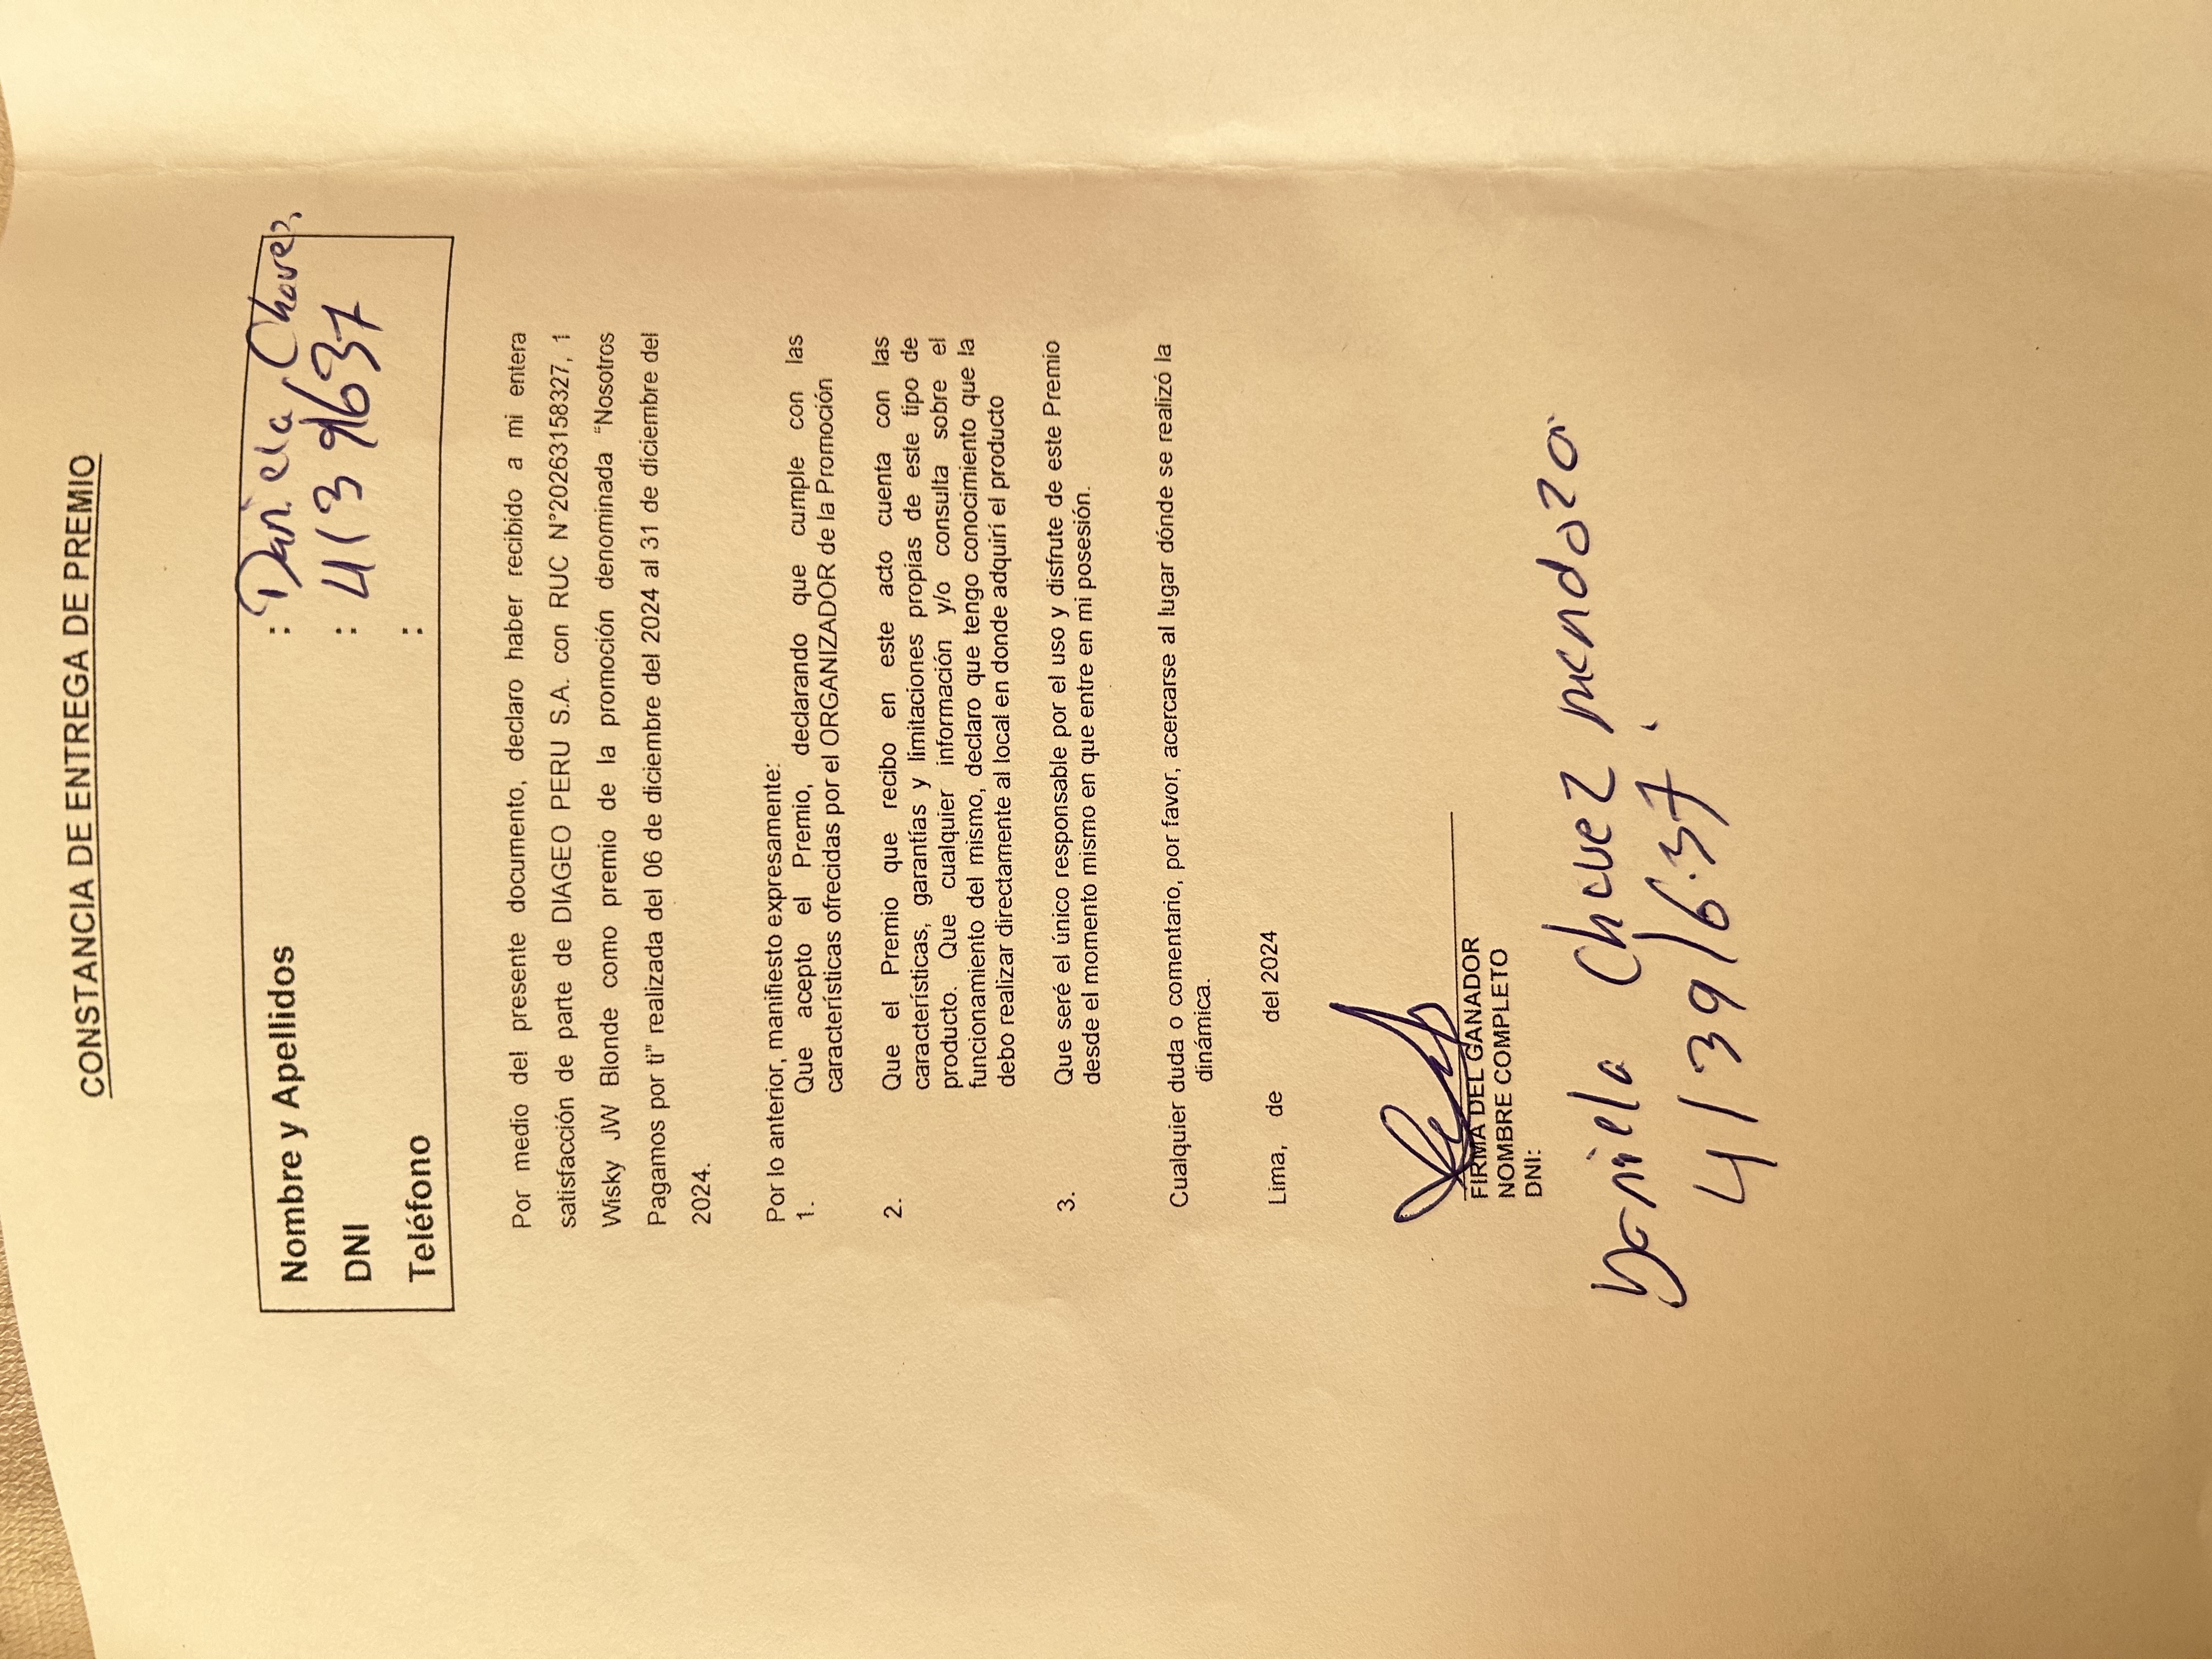 CONSTANCIA DE ENTREGA DE PREMIO
Nombre y Apellidos : Daniela Chavez
DNI : 41391637
Teléfono :
Por medio del presente documento, declaro haber recibido a mi entera
satisfacción de parte de DIAGEO PERU S.A. con RUC N°20263158327, 1
Wisky JW Blonde como premio de la promoción denominada “Nosotros
Pagamos por ti” realizada del 06 de diciembre del 2024 al 31 de diciembre del
2024.
Por lo anterior, manifiesto expresamente:
1. Que acepto el Premio, declarando que cumple con las
características ofrecidas por el ORGANIZADOR de la Promoción
2. Que el Premio que recibo en este acto cuenta con las
características, garantías y limitaciones propias de este tipo de
producto. Que cualquier información y/o consulta sobre el
funcionamiento del mismo, declaro que tengo conocimiento que la
debo realizar directamente al local en donde adquirí el producto
3. Que seré el único responsable por el uso y disfrute de este Premio
desde el momento mismo en que entre en mi posesión.
Cualquier duda o comentario, por favor, acercarse al lugar dónde se realizó la
dinámica.
Lima, de del 2024
FIRMA DEL GANADOR
NOMBRE COMPLETO
DNI:
Daniela Chavez Mendoza
41391637